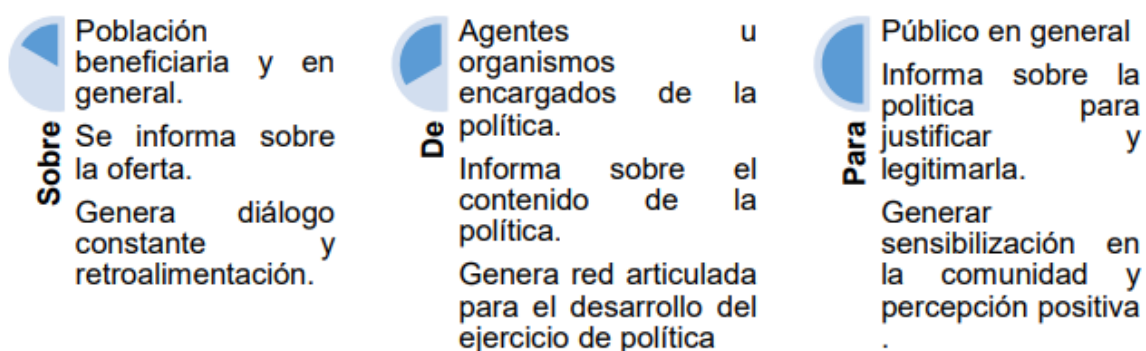 Sobre
Población
beneficiaria y en
general.
Se informa sobre
la oferta.
Genera diálogo
constante y
retroalimentación.
De
Agentes u
organismos
encargados de la
política.
Informa sobre el
contenido de la
política.
Genera red articulada
para el desarrollo del
ejercicio de política
Para
Público en general
Informa sobre la
politica para
justificar y
legitimarla.
Generar
sensibilización en
la comunidad y
percepción positiva
.